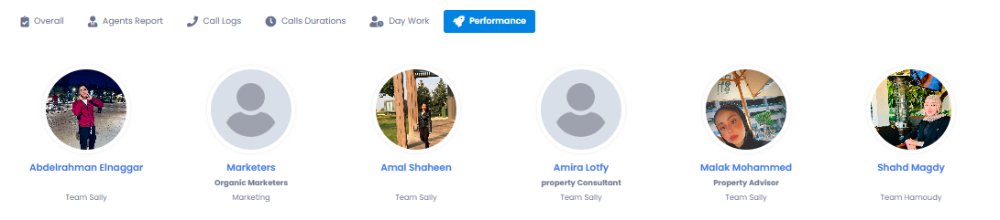 Overall
Agents Report
Call Logs
Calls Durations
Day Work
Performance
Abdelrahman Elnaggar
Team Sally
Marketers
Organic Marketers
Marketing
Amal Shaheen
Team Sally
Amira Lotfy
property Consultant
Team Sally
Malak Mohammed
Property Advisor
Team Sally
Shahd Magdy
Team Hamoudy